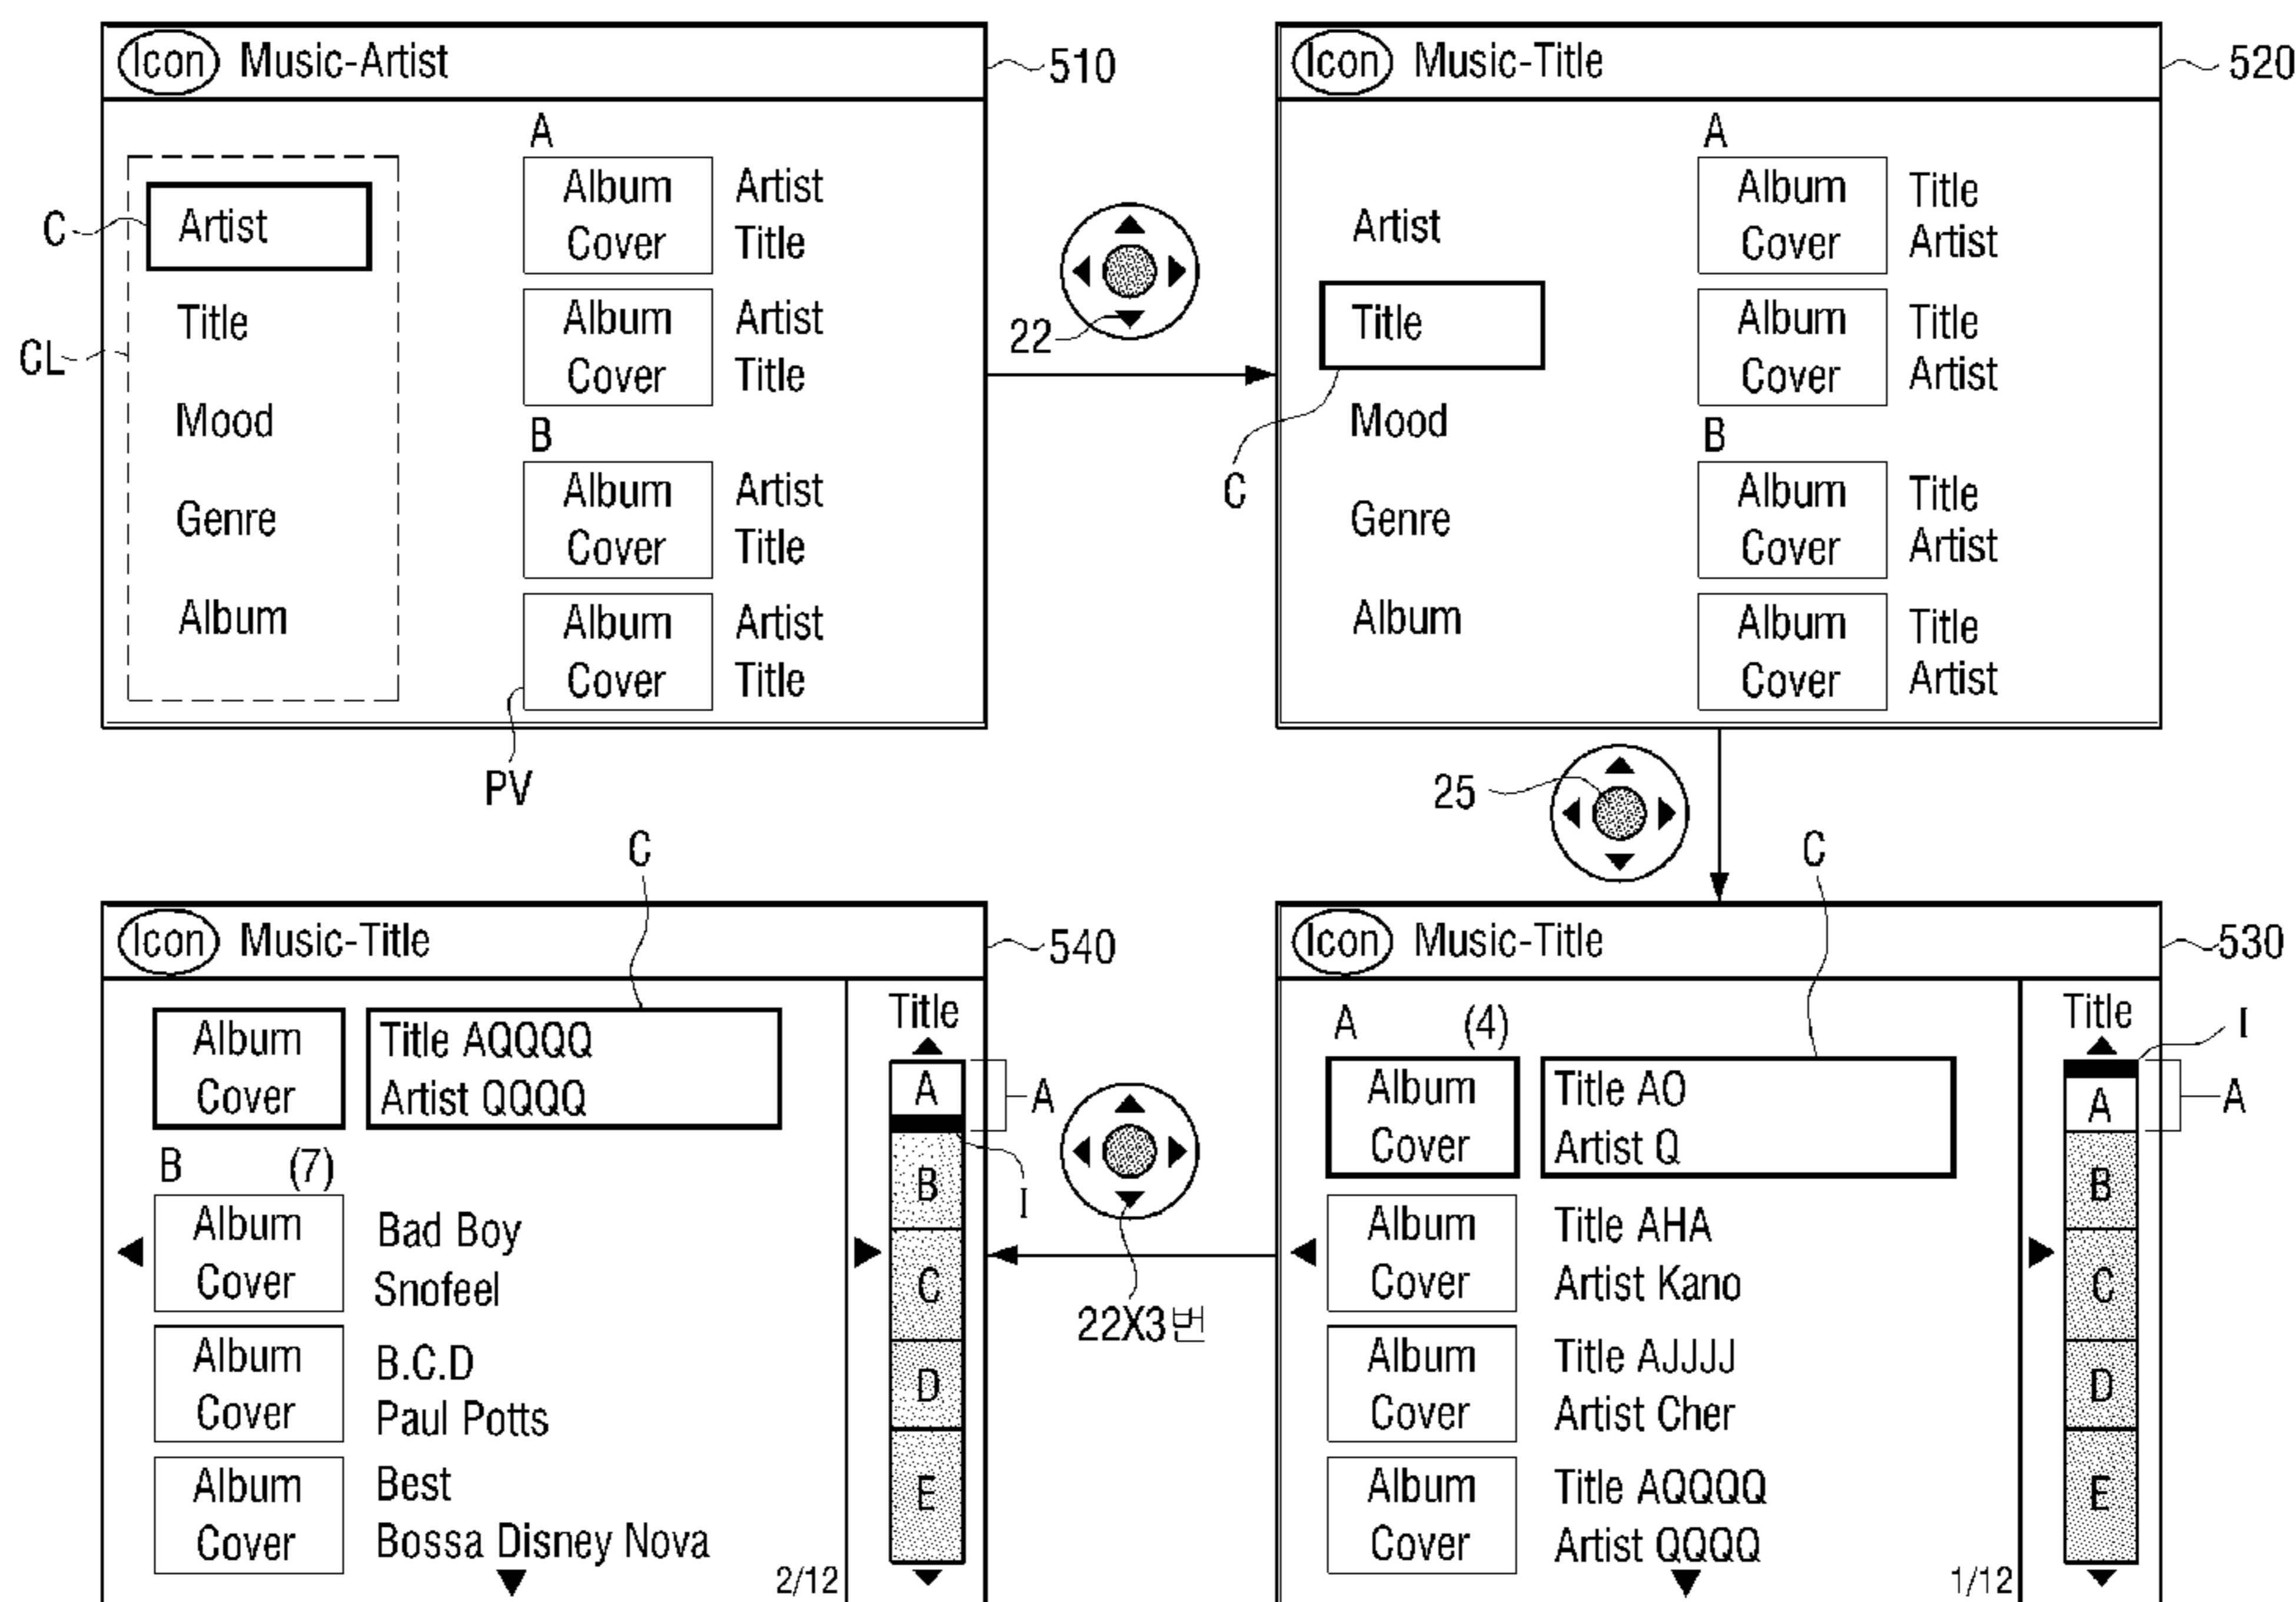 Icon Music-Artist
510
C
CL
Artist
Title
Mood
Genre
Album
A
Album Cover
Artist
Title
Album Cover
Artist
Title
B
Album Cover
Artist
Title
Album Cover
Artist
Title
PV
22
Icon Music-Title
520
Artist
Title
Mood
Genre
Album
C
A
Album Cover
Title
Artist
Album Cover
Title
Artist
B
Album Cover
Title
Artist
Album Cover
Title
Artist
25
C
Icon Music-Title
540
Album Cover
Title AQQQQ
Artist QQQQ
B (7)
Album Cover
Bad Boy
Snofeel
Album Cover
B.C.D
Paul Potts
Album Cover
Best
Bossa Disney Nova
2/12
Title
A
B
C
D
E
A
I
22X3번
C
Icon Music-Title
530
A (4)
Album Cover
Title AO
Artist Q
Album Cover
Title AHA
Artist Kano
Album Cover
Title AJJJJ
Artist Cher
Album Cover
Title AQQQQ
Artist QQQQ
1/12
Title
I
A
B
C
D
E
A